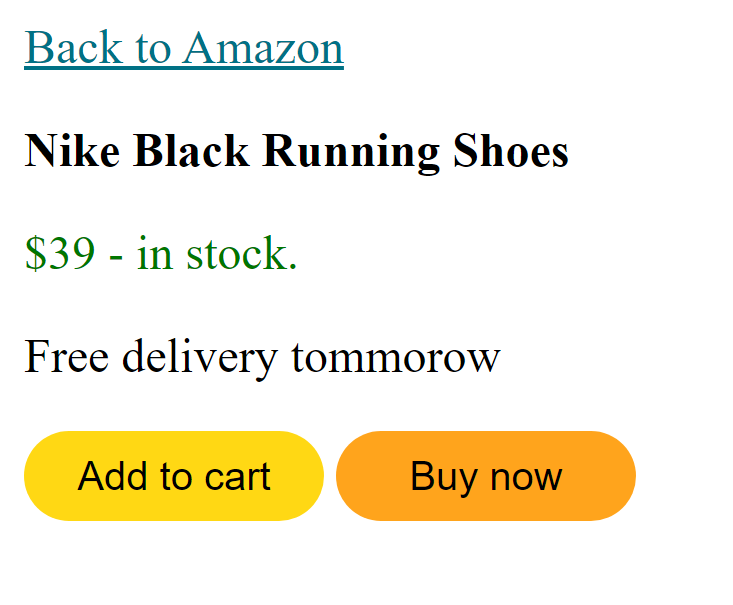 Back to Amazon
Nike Black Running Shoes
$39 - in stock.
Free delivery tommorow
Add to cart Buy now